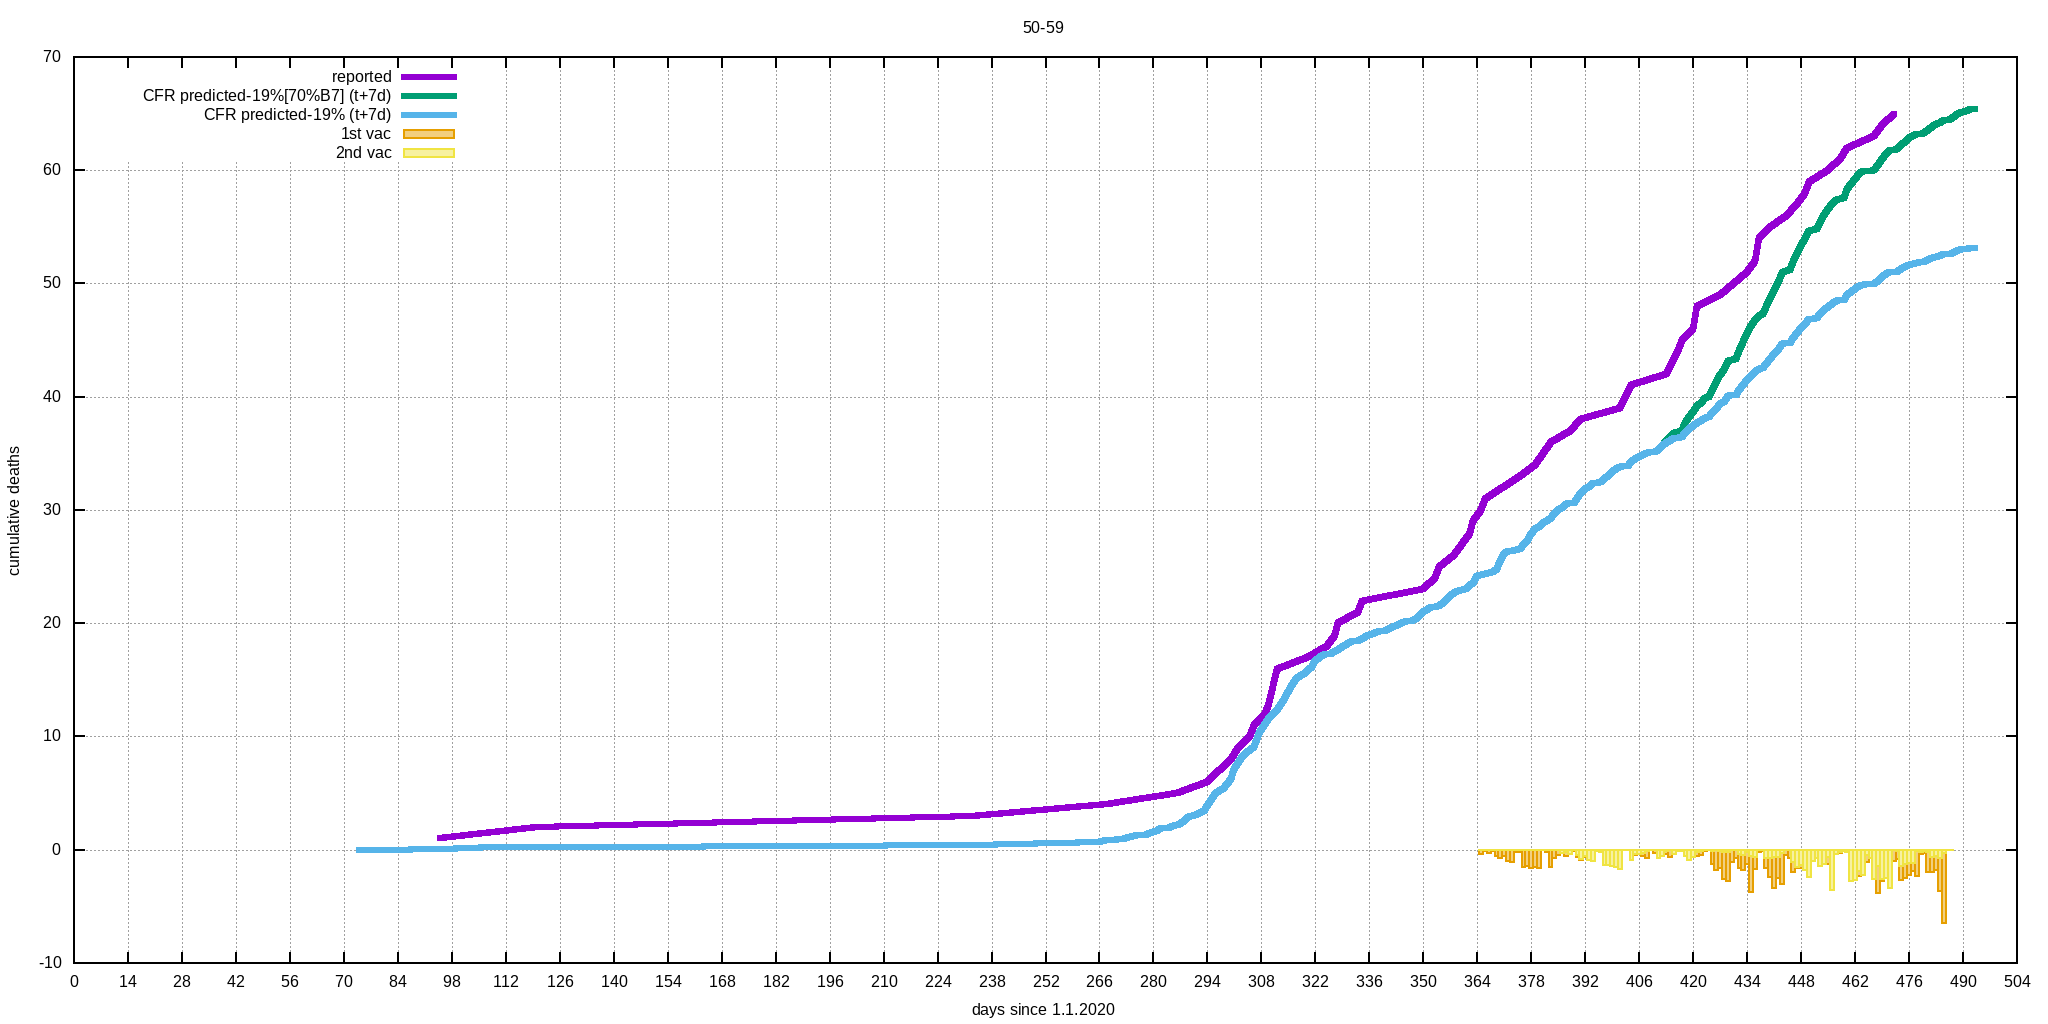 50-59
70
60
50
40
30
20
10
0
-10
reported
CFR predicted-19%[70%B7] (t+7d)
CFR predicted-19% (t+7d)
1st vac
2nd vac
cumulative deaths
0 14 28 42 56 70 84 98 112 126 140 154 168 182 196 210 224 238 252 266 280 294 308 322 336 350 364 378 392 406 420 434 448 462 476 490 504
days since 1.1.2020